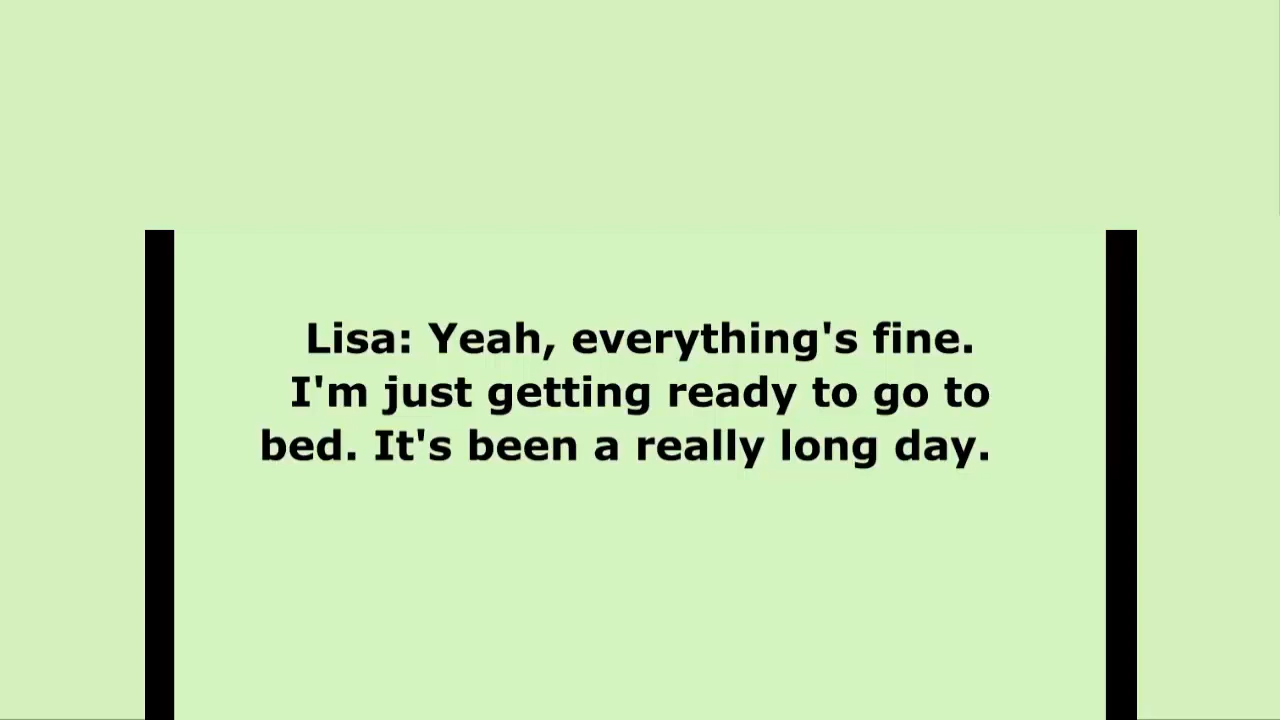 Lisa: Yeah, everything's fine.
I'm just getting ready to go to
bed. It's been a really long day.